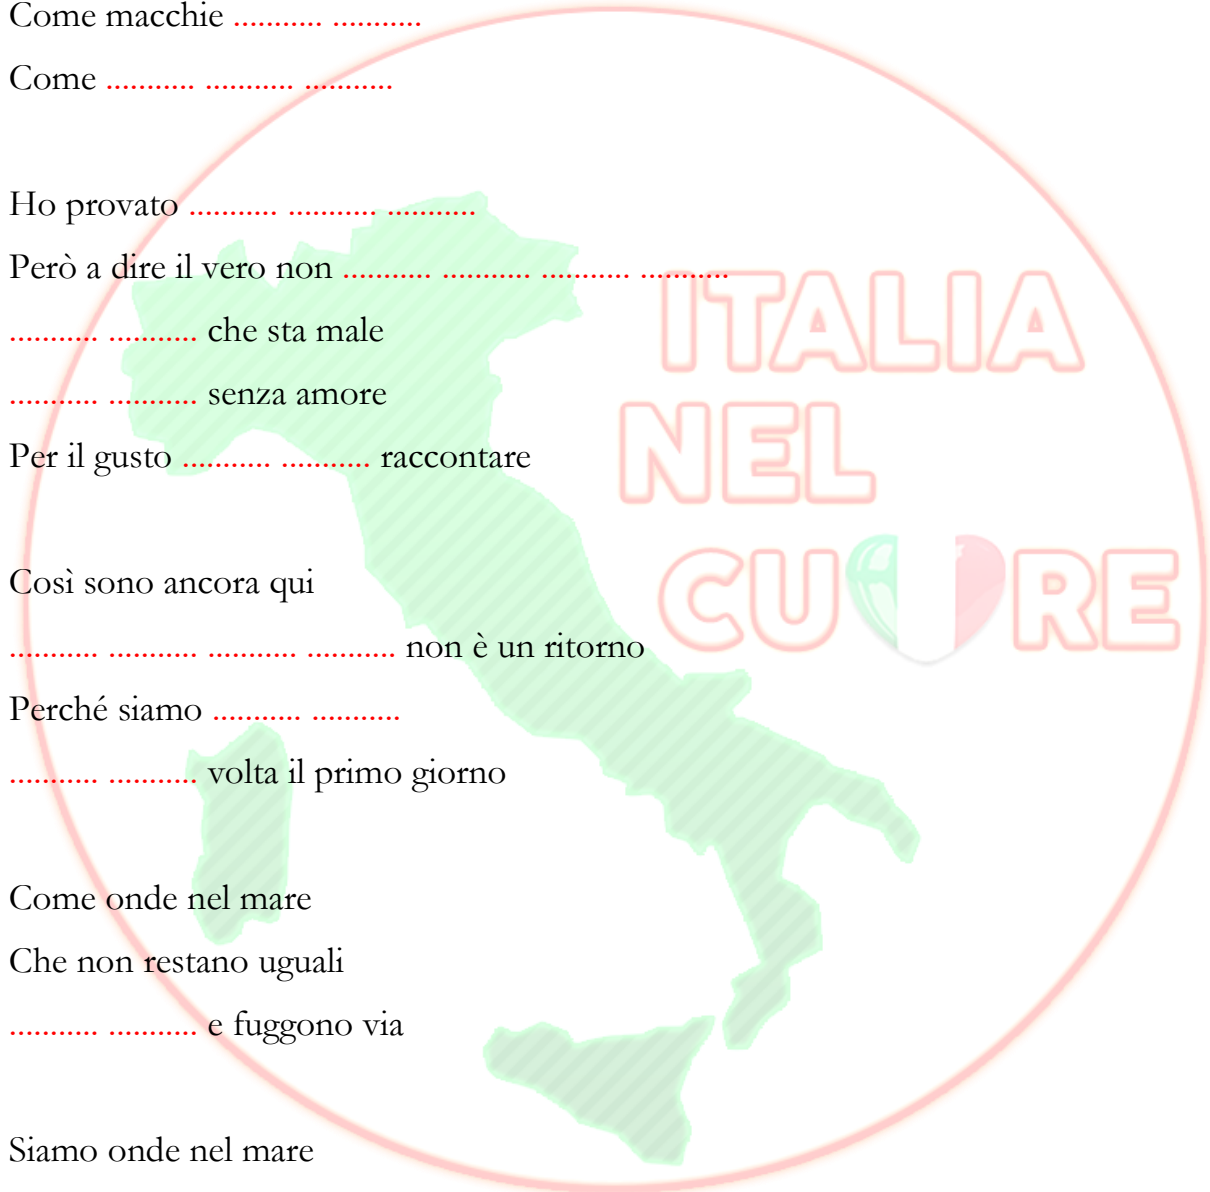 Come macchie ........... ...........
Come ........... ........... ...........
Ho provato ........... ........... ...........
Però a dire il vero non ........... ........... ........... ...........
........... ........... che sta male
........... ........... senza amore
Per il gusto ........... ........... raccontare
Così sono ancora qui
........... ........... ........... ........... non è un ritorno
Perché siamo ........... ...........
........... ........... volta il primo giorno
Come onde nel mare
Che non restano uguali
........... ........... e fuggono via
Siamo onde nel mare
ITALIA
NEL
CUORE